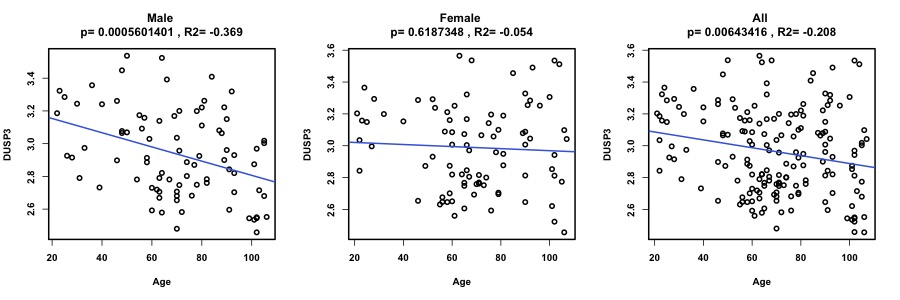 Male
p= 0.0005601401 , R2= -0.369
DUSP3
3.4
3.2
3.0
2.8
2.6
20 40 60 80 100
Age
Female
p= 0.6187348 , R2= -0.054
DUSP3
3.6
3.4
3.2
3.0
2.8
2.6
20 40 60 80 100
Age
All
p= 0.00643416 , R2= -0.208
DUSP3
3.6
3.4
3.2
3.0
2.8
2.6
20 40 60 80 100
Age